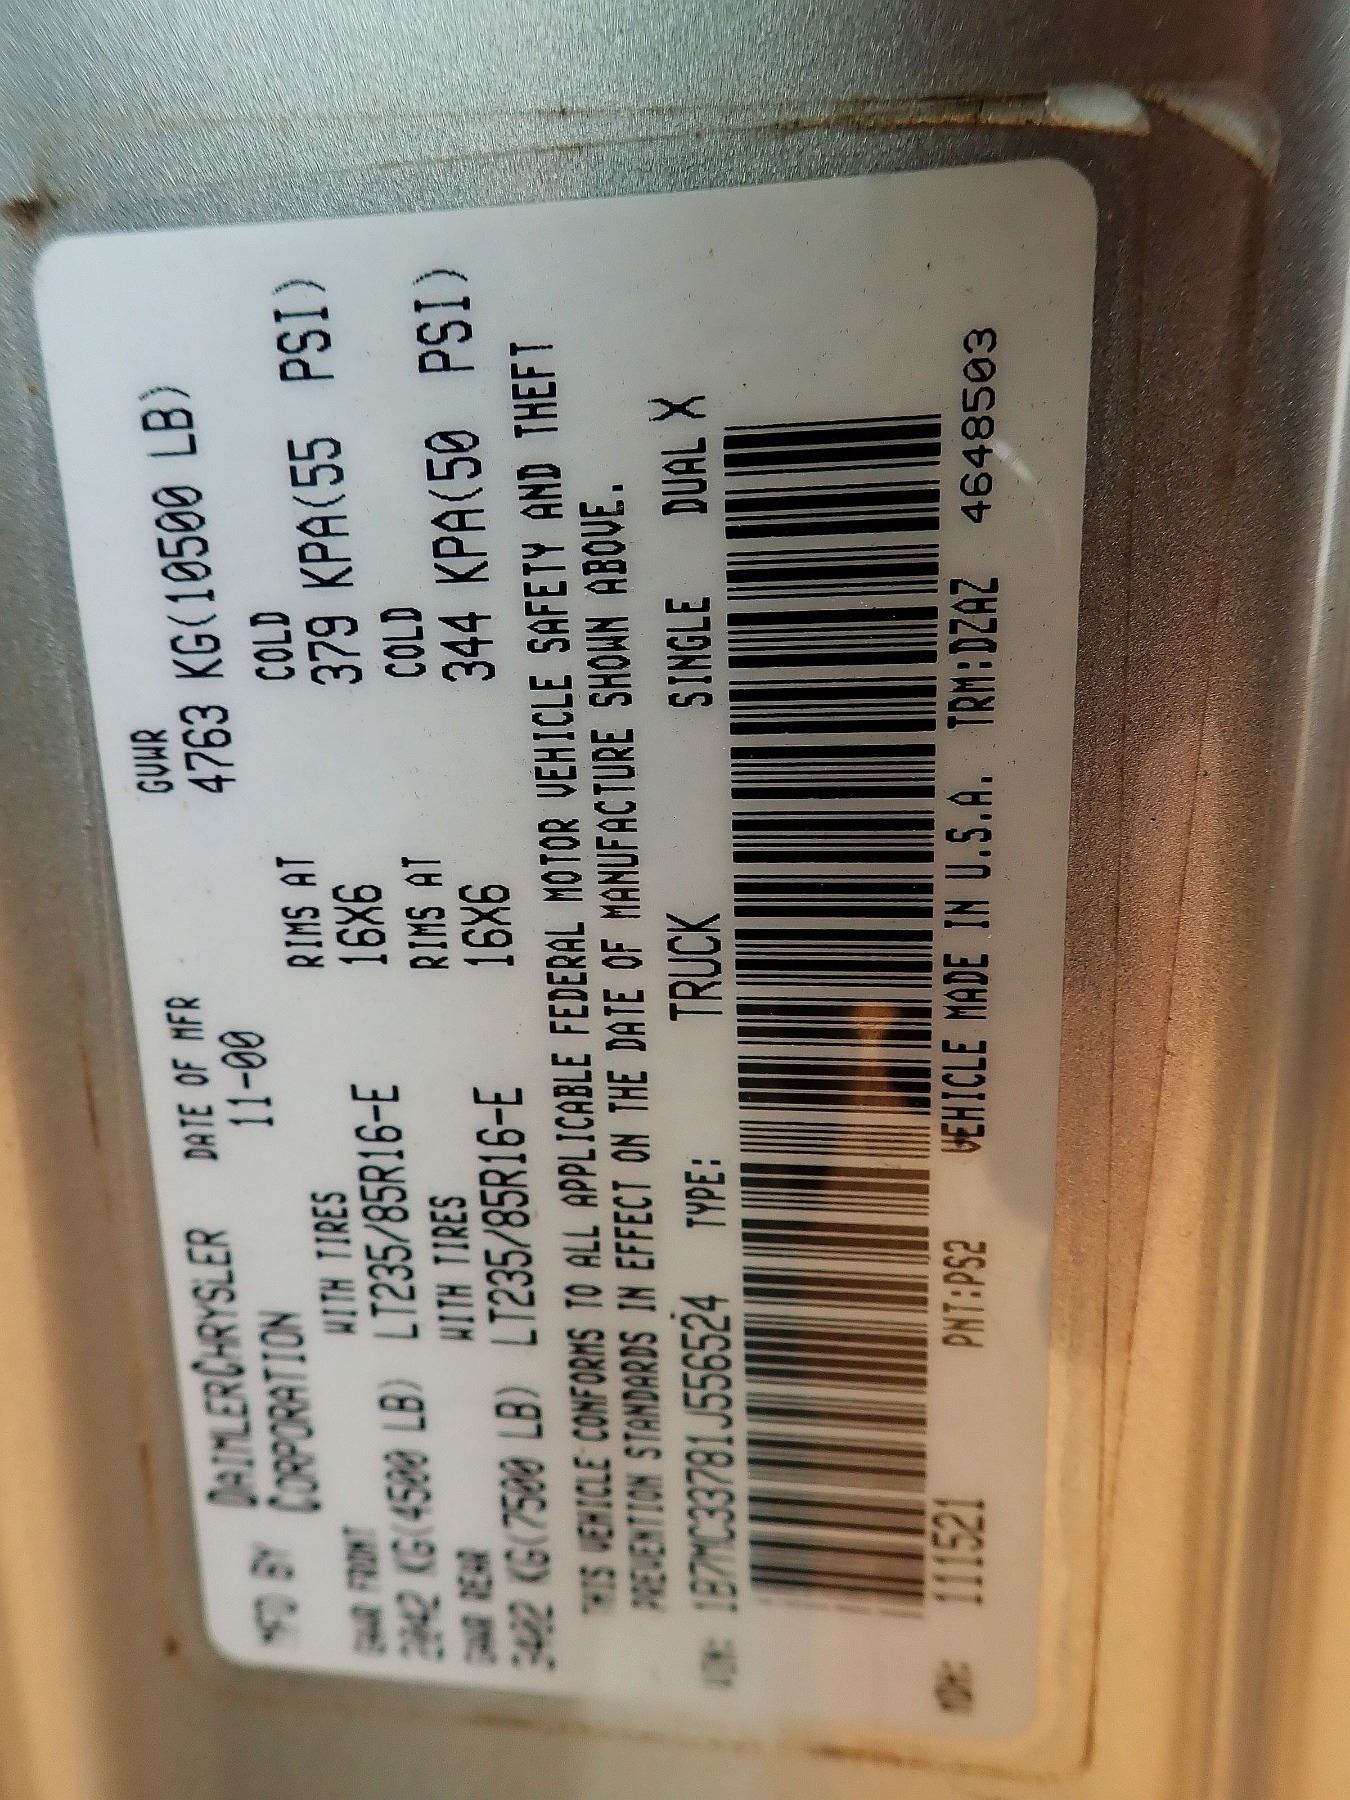 MFD BY DAIMLERCHRYSLER CORPORATION
DATE OF MFR 11-00
GVWR 4763 KG(10500 LB)
GAWR FRONT WITH TIRES RIMS AT COLD
2042 KG(4500 LB) LT235/85R16-E 16X6 379 KPA(55 PSI)
GAWR REAR WITH TIRES RIMS AT COLD
3402 KG(7500 LB) LT235/85R16-E 16X6 344 KPA(50 PSI)
THIS VEHICLE CONFORMS TO ALL APPLICABLE FEDERAL MOTOR VEHICLE SAFETY AND THEFT
PREVENTION STANDARDS IN EFFECT ON THE DATE OF MANUFACTURE SHOWN ABOVE.
VIN: 1B7MC33781J556524 TYPE: TRUCK SINGLE DUAL X
MDH: 111521 PNT:PS2 VEHICLE MADE IN U.S.A. TRM:DZAZ 4648503